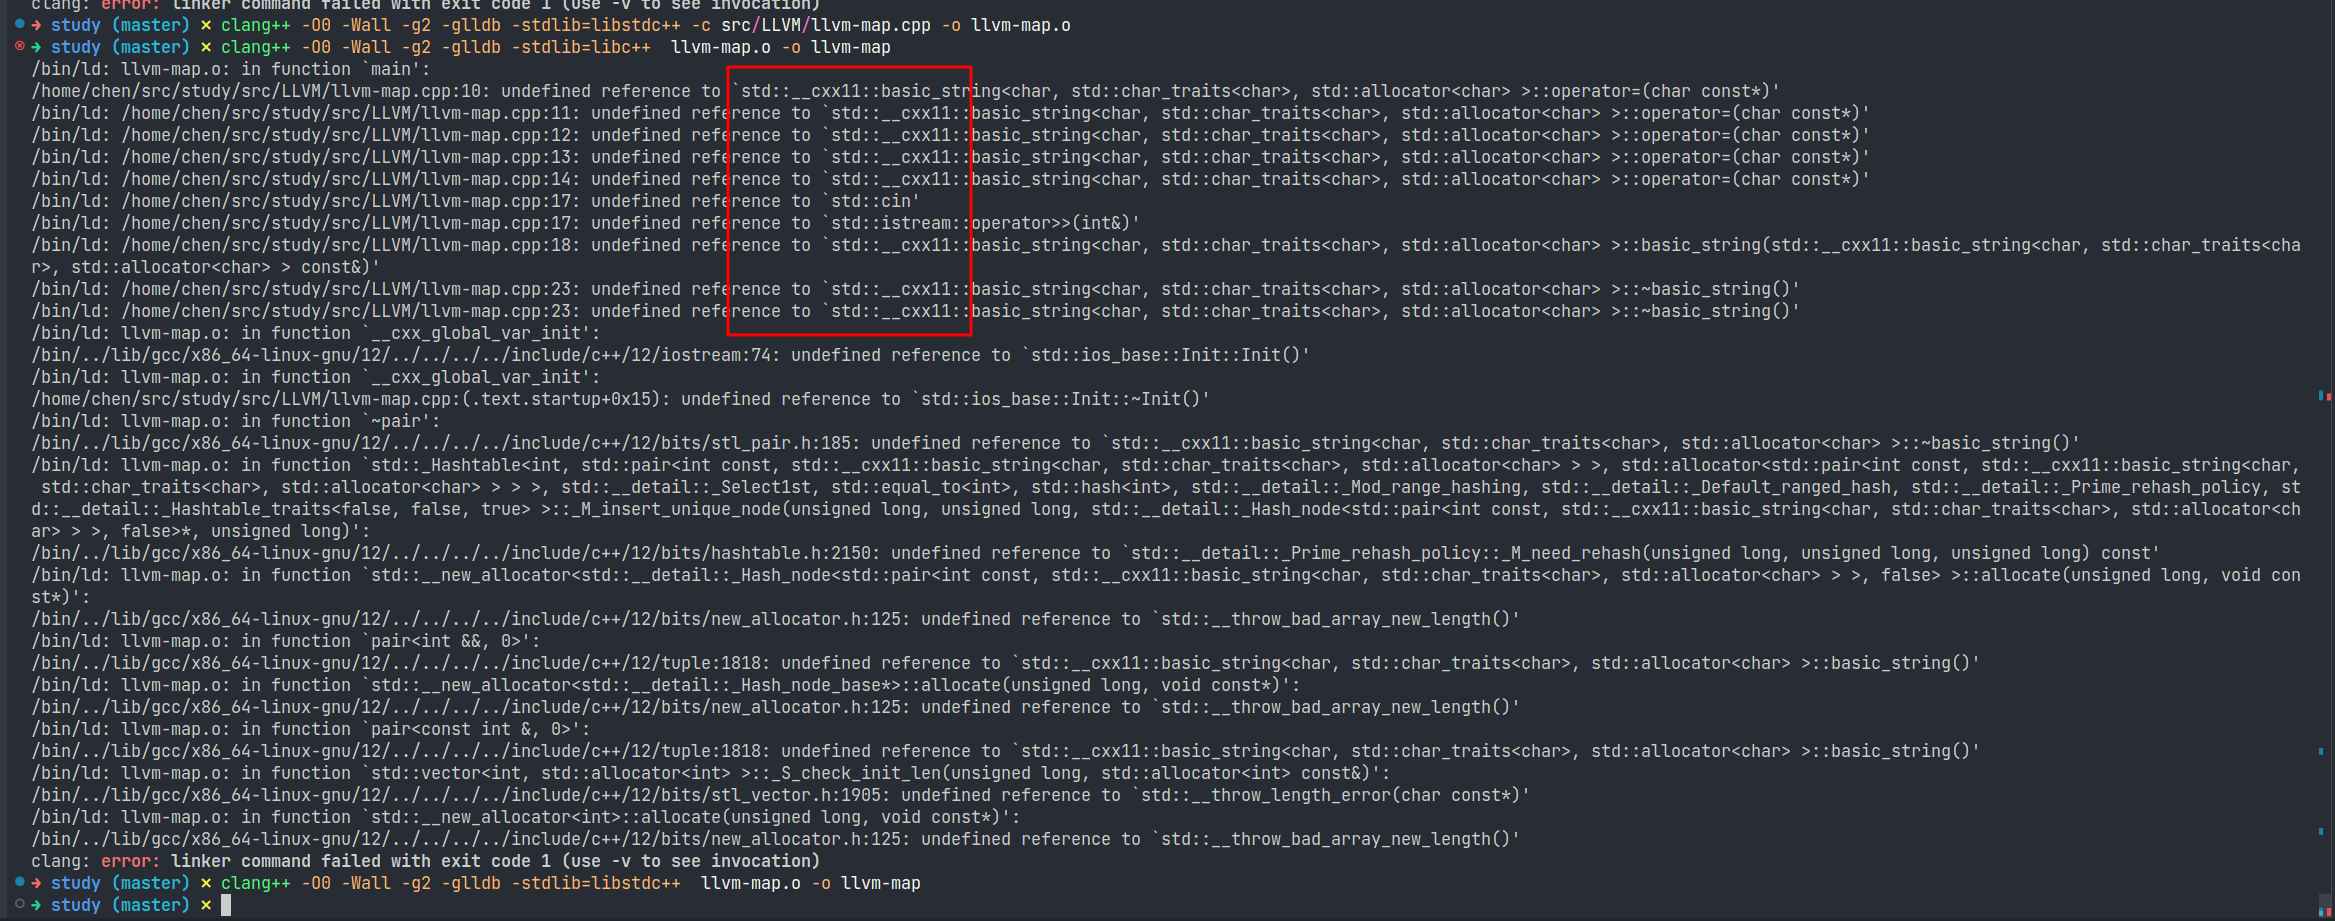 clang: error: linker command failed with exit code 1 (use -v to see invocation)
→ study (master) × clang++ -O0 -Wall -g2 -glldb -stdlib=libstdc++ -c src/LLVM/llvm-map.cpp -o llvm-map.o
→ study (master) × clang++ -O0 -Wall -g2 -glldb -stdlib=libc++  llvm-map.o -o llvm-map
/bin/ld: llvm-map.o: in function `main':
/home/chen/src/study/src/LLVM/llvm-map.cpp:10: undefined reference to `std::__cxx11::basic_string<char, std::char_traits<char>, std::allocator<char> >::operator=(char const*)'
/bin/ld: /home/chen/src/study/src/LLVM/llvm-map.cpp:11: undefined reference to `std::__cxx11::basic_string<char, std::char_traits<char>, std::allocator<char> >::operator=(char const*)'
/bin/ld: /home/chen/src/study/src/LLVM/llvm-map.cpp:12: undefined reference to `std::__cxx11::basic_string<char, std::char_traits<char>, std::allocator<char> >::operator=(char const*)'
/bin/ld: /home/chen/src/study/src/LLVM/llvm-map.cpp:13: undefined reference to `std::__cxx11::basic_string<char, std::char_traits<char>, std::allocator<char> >::operator=(char const*)'
/bin/ld: /home/chen/src/study/src/LLVM/llvm-map.cpp:14: undefined reference to `std::__cxx11::basic_string<char, std::char_traits<char>, std::allocator<char> >::operator=(char const*)'
/bin/ld: /home/chen/src/study/src/LLVM/llvm-map.cpp:17: undefined reference to `std::cin'
/bin/ld: /home/chen/src/study/src/LLVM/llvm-map.cpp:17: undefined reference to `std::istream::operator>>(int&)'
/bin/ld: /home/chen/src/study/src/LLVM/llvm-map.cpp:18: undefined reference to `std::__cxx11::basic_string<char, std::char_traits<char>, std::allocator<char> >::basic_string(std::__cxx11::basic_string<char, std::char_traits<cha
r>, std::allocator<char> > const&)'
/bin/ld: /home/chen/src/study/src/LLVM/llvm-map.cpp:23: undefined reference to `std::__cxx11::basic_string<char, std::char_traits<char>, std::allocator<char> >::~basic_string()'
/bin/ld: /home/chen/src/study/src/LLVM/llvm-map.cpp:23: undefined reference to `std::__cxx11::basic_string<char, std::char_traits<char>, std::allocator<char> >::~basic_string()'
/bin/ld: llvm-map.o: in function `__cxx_global_var_init':
/bin/../lib/gcc/x86_64-linux-gnu/12/../../../../include/c++/12/iostream:74: undefined reference to `std::ios_base::Init::Init()'
/bin/ld: llvm-map.o: in function `__cxx_global_var_init':
/home/chen/src/study/src/LLVM/llvm-map.cpp:(.text.startup+0x15): undefined reference to `std::ios_base::Init::~Init()'
/bin/ld: llvm-map.o: in function `~pair':
/bin/../lib/gcc/x86_64-linux-gnu/12/../../../../include/c++/12/bits/stl_pair.h:185: undefined reference to `std::__cxx11::basic_string<char, std::char_traits<char>, std::allocator<char> >::~basic_string()'
/bin/ld: llvm-map.o: in function `std::_Hashtable<int, std::pair<int const, std::__cxx11::basic_string<char, std::char_traits<char>, std::allocator<char> > >, std::allocator<std::pair<int const, std::__cxx11::basic_string<char,
 std::char_traits<char>, std::allocator<char> > > >, std::__detail::_Select1st, std::equal_to<int>, std::hash<int>, std::__detail::_Mod_range_hashing, std::__detail::_Default_ranged_hash, std::__detail::_Prime_rehash_policy, st
d::__detail::_Hashtable_traits<false, false, true> >::_M_insert_unique_node(unsigned long, unsigned long, std::__detail::_Hash_node<std::pair<int const, std::__cxx11::basic_string<char, std::char_traits<char>, std::allocator<ch
ar> > >, false>*, unsigned long)':
/bin/../lib/gcc/x86_64-linux-gnu/12/../../../../include/c++/12/bits/hashtable.h:2150: undefined reference to `std::__detail::_Prime_rehash_policy::_M_need_rehash(unsigned long, unsigned long, unsigned long) const'
/bin/ld: llvm-map.o: in function `std::__new_allocator<std::__detail::_Hash_node<std::pair<int const, std::__cxx11::basic_string<char, std::char_traits<char>, std::allocator<char> > >, false> >::allocate(unsigned long, void con
st*)':
/bin/../lib/gcc/x86_64-linux-gnu/12/../../../../include/c++/12/bits/new_allocator.h:125: undefined reference to `std::__throw_bad_array_new_length()'
/bin/ld: llvm-map.o: in function `pair<int &&, 0>':
/bin/../lib/gcc/x86_64-linux-gnu/12/../../../../include/c++/12/tuple:1818: undefined reference to `std::__cxx11::basic_string<char, std::char_traits<char>, std::allocator<char> >::basic_string()'
/bin/ld: llvm-map.o: in function `std::__new_allocator<std::__detail::_Hash_node_base*>::allocate(unsigned long, void const*)':
/bin/../lib/gcc/x86_64-linux-gnu/12/../../../../include/c++/12/bits/new_allocator.h:125: undefined reference to `std::__throw_bad_array_new_length()'
/bin/ld: llvm-map.o: in function `pair<const int &, 0>':
/bin/../lib/gcc/x86_64-linux-gnu/12/../../../../include/c++/12/tuple:1818: undefined reference to `std::__cxx11::basic_string<char, std::char_traits<char>, std::allocator<char> >::basic_string()'
/bin/ld: llvm-map.o: in function `std::vector<int, std::allocator<int> >::_S_check_init_len(unsigned long, std::allocator<int> const&)':
/bin/../lib/gcc/x86_64-linux-gnu/12/../../../../include/c++/12/bits/stl_vector.h:1905: undefined reference to `std::__throw_length_error(char const*)'
/bin/ld: llvm-map.o: in function `std::__new_allocator<int>::allocate(unsigned long, void const*)':
/bin/../lib/gcc/x86_64-linux-gnu/12/../../../../include/c++/12/bits/new_allocator.h:125: undefined reference to `std::__throw_bad_array_new_length()'
clang: error: linker command failed with exit code 1 (use -v to see invocation)
→ study (master) × clang++ -O0 -Wall -g2 -glldb -stdlib=libstdc++  llvm-map.o -o llvm-map
→ study (master) ×